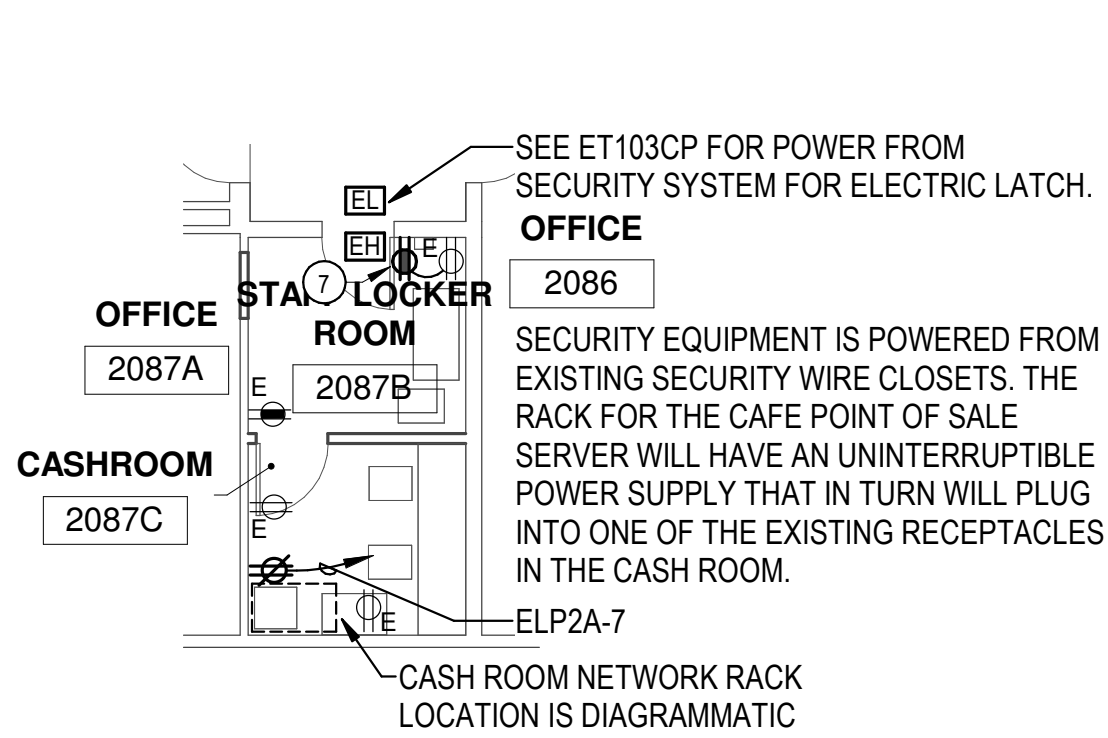 SEE ET103CP FOR POWER FROM
SECURITY SYSTEM FOR ELECTRIC LATCH.
EL
EH
E
OFFICE
2086
7
STAFF LOCKER
ROOM
2087B
OFFICE
2087A
E
SECURITY EQUIPMENT IS POWERED FROM
EXISTING SECURITY WIRE CLOSETS. THE
RACK FOR THE CAFE POINT OF SALE
SERVER WILL HAVE AN UNINTERRUPTIBLE
POWER SUPPLY THAT IN TURN WILL PLUG
INTO ONE OF THE EXISTING RECEPTACLES
IN THE CASH ROOM.
CASHROOM
2087C
E
E
ELP2A-7
CASH ROOM NETWORK RACK
LOCATION IS DIAGRAMMATIC